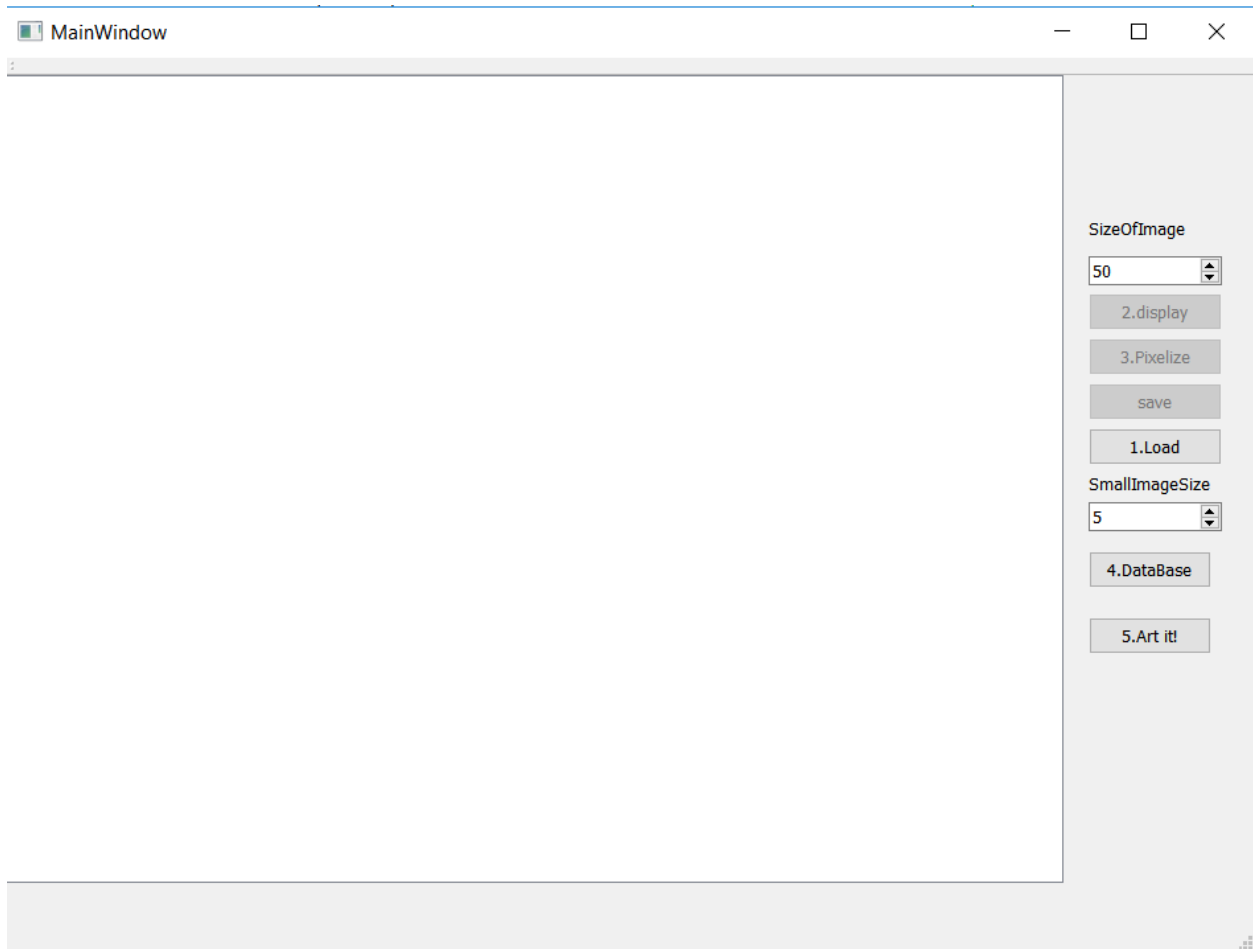 MainWindow
SizeOfImage
50
2.display
3.Pixelize
save
1.Load
SmallImageSize
5
4.DataBase
5.Art it!